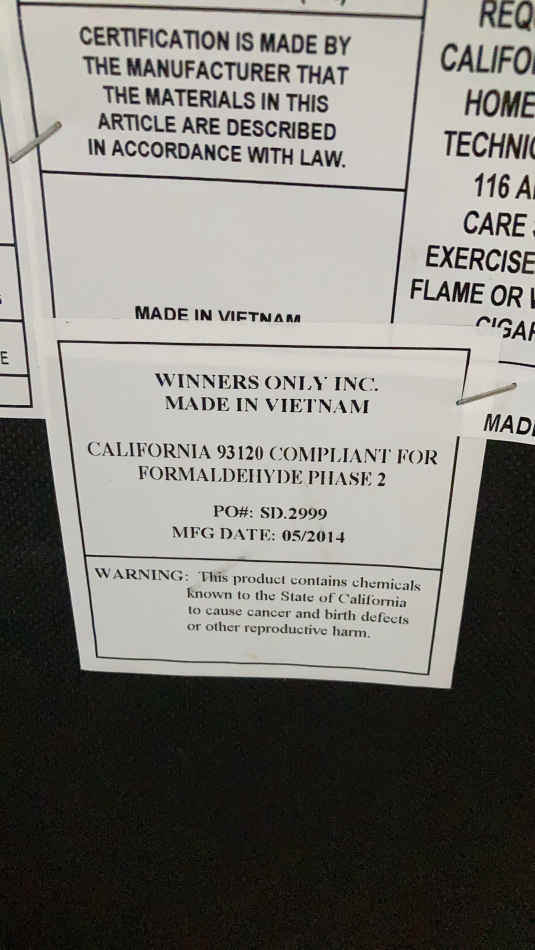 CERTIFICATION IS MADE BY
THE MANUFACTURER THAT
THE MATERIALS IN THIS
ARTICLE ARE DESCRIBED
IN ACCORDANCE WITH LAW.
MADE IN VIETNAM
CALIFO
HOME
TECHNIC
116 A
CARE
EXERCISE
FLAME OR
CIGAR
MADE
WINNERS ONLY INC.
MADE IN VIETNAM
CALIFORNIA 93120 COMPLIANT FOR
FORMALDEHYDE PHASE 2
PO#: SD.2999
MFG DATE: 05/2014
WARNING: This product contains chemicals
known to the State of California
to cause cancer and birth defects
or other reproductive harm.